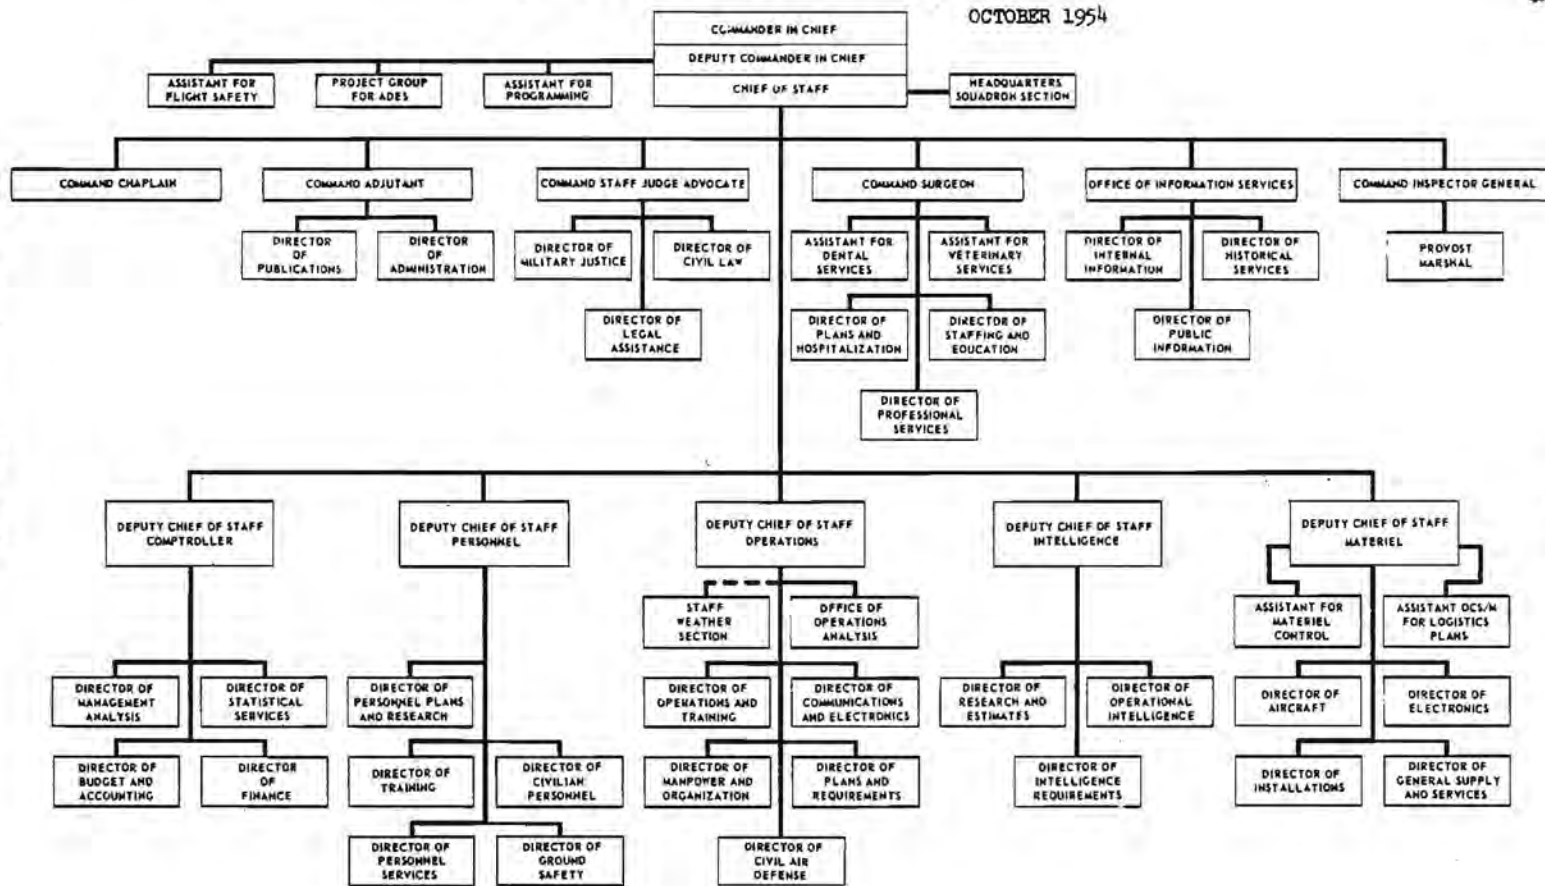 OCTOBER 1954
COMMANDER IN CHIEF
DEPUTY COMMANDER IN CHIEF
CHIEF OF STAFF
ASSISTANT FOR
FLIGHT SAFETY
PROJECT GROUP
FOR ADES
ASSISTANT FOR
PROGRAMMING
HEADQUARTERS
SQUADRON SECTION
COMMAND CHAPLAIN
COMMAND ADJUTANT
COMMAND STAFF JUDGE ADVOCATE
COMMAND SURGEON
OFFICE OF INFORMATION SERVICES
COMMAND INSPECTOR GENERAL
DIRECTOR
OF
PUBLICATIONS
DIRECTOR
OF
ADMINISTRATION
DIRECTOR OF
MILITARY JUSTICE
DIRECTOR OF
CIVIL LAW
ASSISTANT FOR
DENTAL
SERVICES
ASSISTANT FOR
VETERINARY
SERVICES
DIRECTOR OF
INTERNAL
INFORMATION
DIRECTOR OF
HISTORICAL
SERVICES
PROVOST
MARSHAL
DIRECTOR OF
LEGAL
ASSISTANCE
DIRECTOR OF
PLANS AND
HOSPITALIZATION
DIRECTOR OF
STAFFING AND
EDUCATION
DIRECTOR OF
PUBLIC
INFORMATION
DIRECTOR OF
PROFESSIONAL
SERVICES
DEPUTY CHIEF OF STAFF
COMPTROLLER
DEPUTY CHIEF OF STAFF
PERSONNEL
DEPUTY CHIEF OF STAFF
OPERATIONS
DEPUTY CHIEF OF STAFF
INTELLIGENCE
DEPUTY CHIEF OF STAFF
MATERIEL
STAFF
WEATHER
SECTION
OFFICE OF
OPERATIONS
ANALYSIS
ASSISTANT FOR
MATERIEL
CONTROL
ASSISTANT DCS/M
FOR LOGISTICS
PLANS
DIRECTOR OF
MANAGEMENT
ANALYSIS
DIRECTOR OF
STATISTICAL
SERVICES
DIRECTOR OF
PERSONNEL PLANS
AND RESEARCH
DIRECTOR OF
OPERATIONS AND
TRAINING
DIRECTOR OF
COMMUNICATIONS
AND ELECTRONICS
DIRECTOR OF
RESEARCH AND
ESTIMATES
DIRECTOR OF
OPERATIONAL
INTELLIGENCE
DIRECTOR OF
AIRCRAFT
DIRECTOR OF
ELECTRONICS
DIRECTOR OF
BUDGET AND
ACCOUNTING
DIRECTOR
OF
FINANCE
DIRECTOR OF
TRAINING
DIRECTOR OF
CIVILIAN
PERSONNEL
DIRECTOR OF
MANPOWER AND
ORGANIZATION
DIRECTOR OF
PLANS AND
REQUIREMENTS
DIRECTOR OF
INTELLIGENCE
REQUIREMENTS
DIRECTOR OF
INSTALLATIONS
DIRECTOR OF
GENERAL SUPPLY
AND SERVICES
DIRECTOR OF
PERSONNEL
SERVICES
DIRECTOR OF
GROUND
SAFETY
DIRECTOR OF
CIVIL AIR
DEFENSE